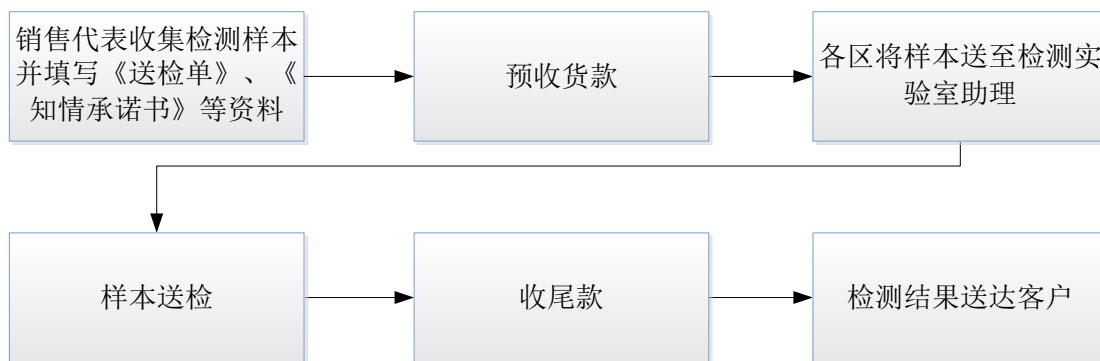 销售代表收集检测样本
并填写《送检单》、《
知情承诺书》等资料
预收货款
各区将样本送至检测实
验室助理
样本送检
收尾款
检测结果送达客户